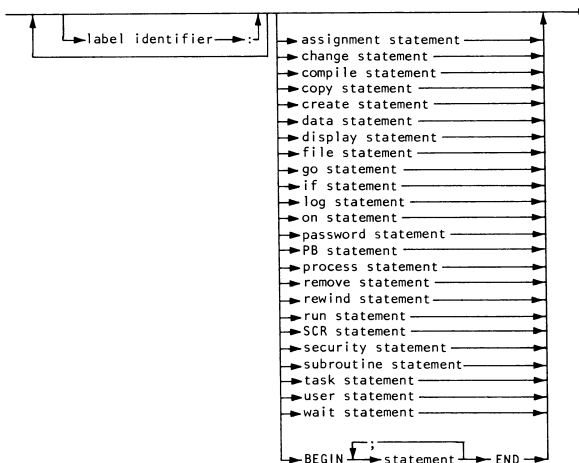 label identifier :
assignment statement
change statement
compile statement
copy statement
create statement
data statement
display statement
file statement
go statement
if statement
log statement
on statement
password statement
PB statement
process statement
remove statement
rewind statement
run statement
SCR statement
security statement
subroutine statement
task statement
user statement
wait statement
;
BEGIN statement END